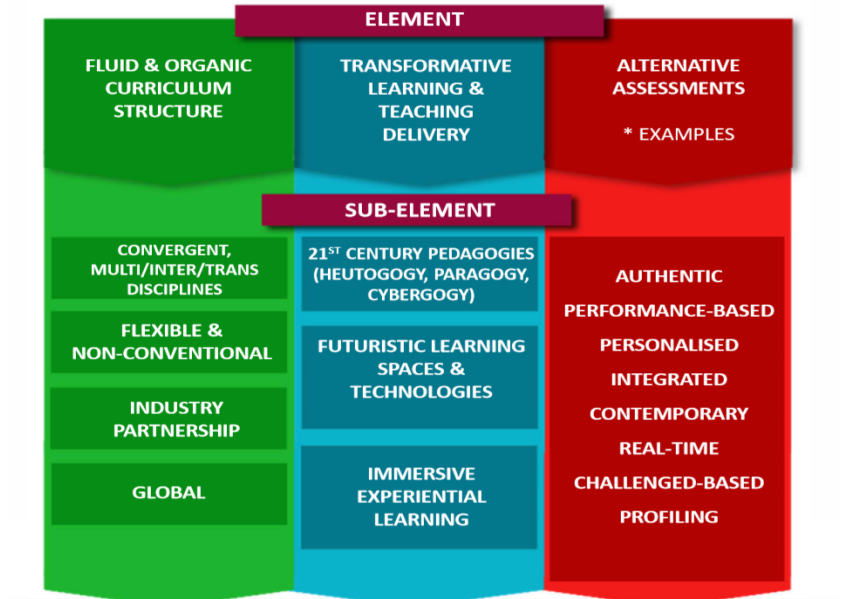 ELEMENT
FLUID & ORGANIC
CURRICULUM
STRUCTURE
TRANSFORMATIVE
LEARNING &
TEACHING
DELIVERY
ALTERNATIVE
ASSESSMENTS
* EXAMPLES
SUB-ELEMENT
CONVERGENT,
MULTI/INTER/TRANS
DISCIPLINES
FLEXIBLE &
NON-CONVENTIONAL
INDUSTRY
PARTNERSHIP
GLOBAL
21ST CENTURY PEDAGOGIES
(HEUTOGOGY, PARAGOGY,
CYBERGOGY)
FUTURISTIC LEARNING
SPACES &
TECHNOLOGIES
IMMERSIVE
EXPERIENTIAL
LEARNING
AUTHENTIC
PERFORMANCE-BASED
PERSONALISED
INTEGRATED
CONTEMPORARY
REAL-TIME
CHALLENGED-BASED
PROFILING